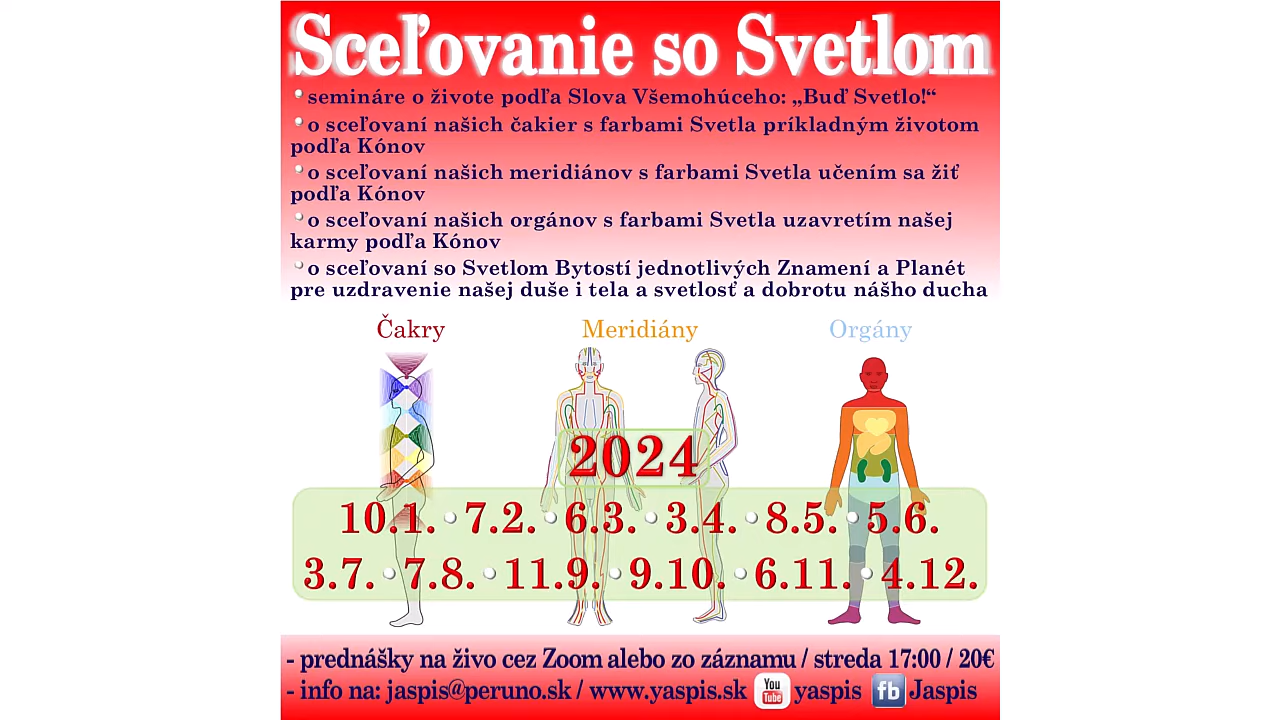 Sceľovanie so Svetlom
semináre o živote podľa Slova Všemohúceho: „Buď Svetlo!“
o sceľovaní našich čakier s farbami Svetla príkladným životom
podľa Kónov
o sceľovaní našich meridiánov s farbami Svetla učením sa žiť
podľa Kónov
o sceľovaní našich orgánov s farbami Svetla uzavretím našej
karmy podľa Kónov
o sceľovaní so Svetlom Bytostí jednotlivých Znamení a Planét
pre uzdravenie našej duše i tela a svetlosť a dobrotu nášho ducha
Čakry Meridiány Orgány
2024
10.1. 7.2. 6.3. 3.4. 8.5. 5.6.
3.7. 7.8. 11.9. 9.10. 6.11. 4.12.
- prednášky na živo cez Zoom alebo zo záznamu / streda 17:00 / 20€
- info na: jaspis@peruno.sk / www.yaspis.sk You Tube yaspis fb Jaspis